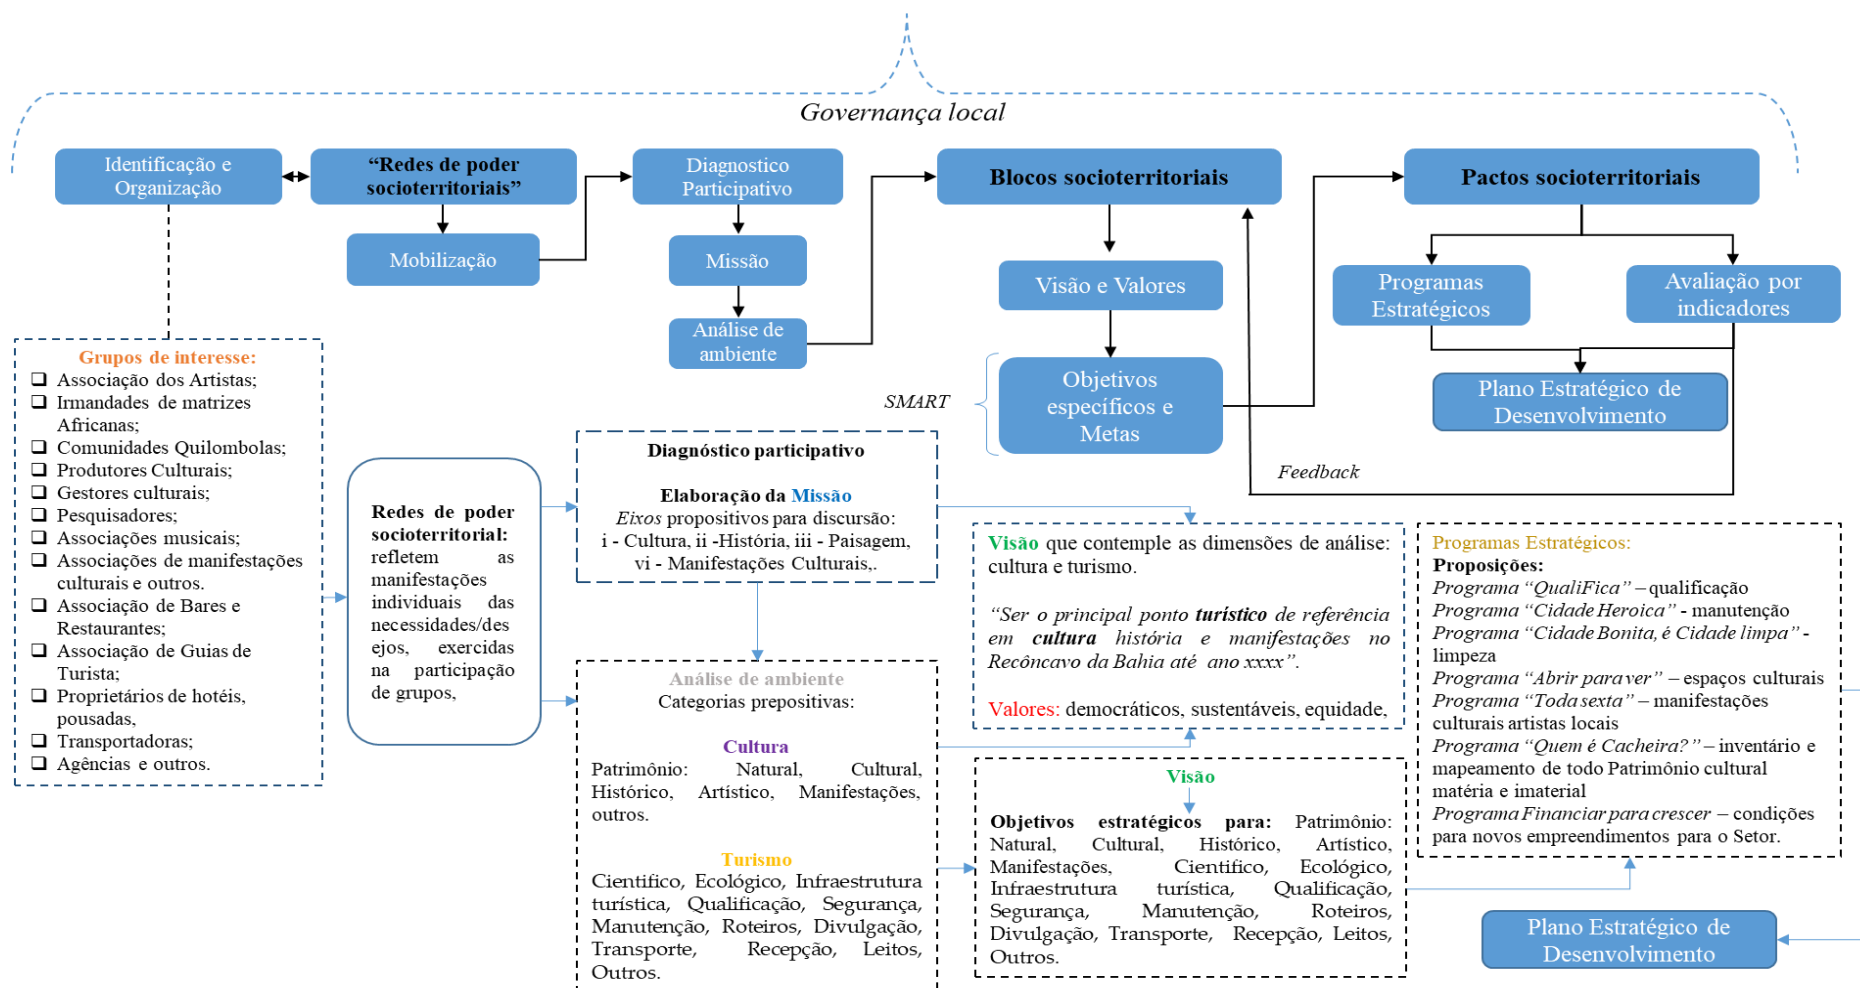 Governança local
Identificação e
Organização
“Redes de poder
socioterritoriais”
Mobilização
Diagnostico
Participativo
Missão
Análise de
ambiente
Blocos socioterritoriais
Visão e Valores
SMART
Objetivos
específicos e
Metas
Pactos socioterritoriais
Programas
Estratégicos
Avaliação por
indicadores
Plano Estratégico de
Desenvolvimento
Feedback
Grupos de interesse:
Associação dos Artistas;
Irmandades de matrizes
Africanas;
Comunidades Quilombolas;
Produtores Culturais;
Gestores culturais;
Pesquisadores;
Associações musicais;
Associações de manifestações
culturais e outros.
Associação de Bares e
Restaurantes;
Associação de Guias de
Turista;
Proprietários de hotéis,
pousadas,
Transportadoras;
Agências e outros.
Redes de poder
socioterritorial:
refletem as
manifestações
individuais das
necessidades/des
ejos, exercidas
na participação
de grupos,
Diagnóstico participativo
Elaboração da Missão
Eixos propositivos para discursão:
i - Cultura, ii -História, iii - Paisagem,
vi - Manifestações Culturais,.
Análise de ambiente
Categorias prepositivas:
Cultura
Patrimônio: Natural, Cultural,
Histórico, Artístico, Manifestações,
outros.
Turismo
Cientifico, Ecológico, Infraestrutura
turística, Qualificação, Segurança,
Manutenção, Roteiros, Divulgação,
Transporte, Recepção, Leitos,
Outros.
Visão que contemple as dimensões de análise:
cultura e turismo.
“Ser o principal ponto turístico de referência
em cultura história e manifestações no
Recôncavo da Bahia até ano xxxx”.
Valores: democráticos, sustentáveis, equidade,
Visão
Objetivos estratégicos para: Patrimônio:
Natural, Cultural, Histórico, Artístico,
Manifestações, Cientifico, Ecológico,
Infraestrutura turística, Qualificação,
Segurança, Manutenção, Roteiros,
Divulgação, Transporte, Recepção, Leitos,
Outros.
Programas Estratégicos:
Proposições:
Programa “QualiFica” – qualificação
Programa “Cidade Heroica” - manutenção
Programa “Cidade Bonita, é Cidade limpa” -
limpeza
Programa “Abrir para ver” – espaços culturais
Programa “Toda sexta” – manifestações
culturais artistas locais
Programa “Quem é Cacheira?” – inventário e
mapeamento de todo Patrimônio cultural
matéria e imaterial
Programa Financiar para crescer – condições
para novos empreendimentos para o Setor.
Plano Estratégico de
Desenvolvimento